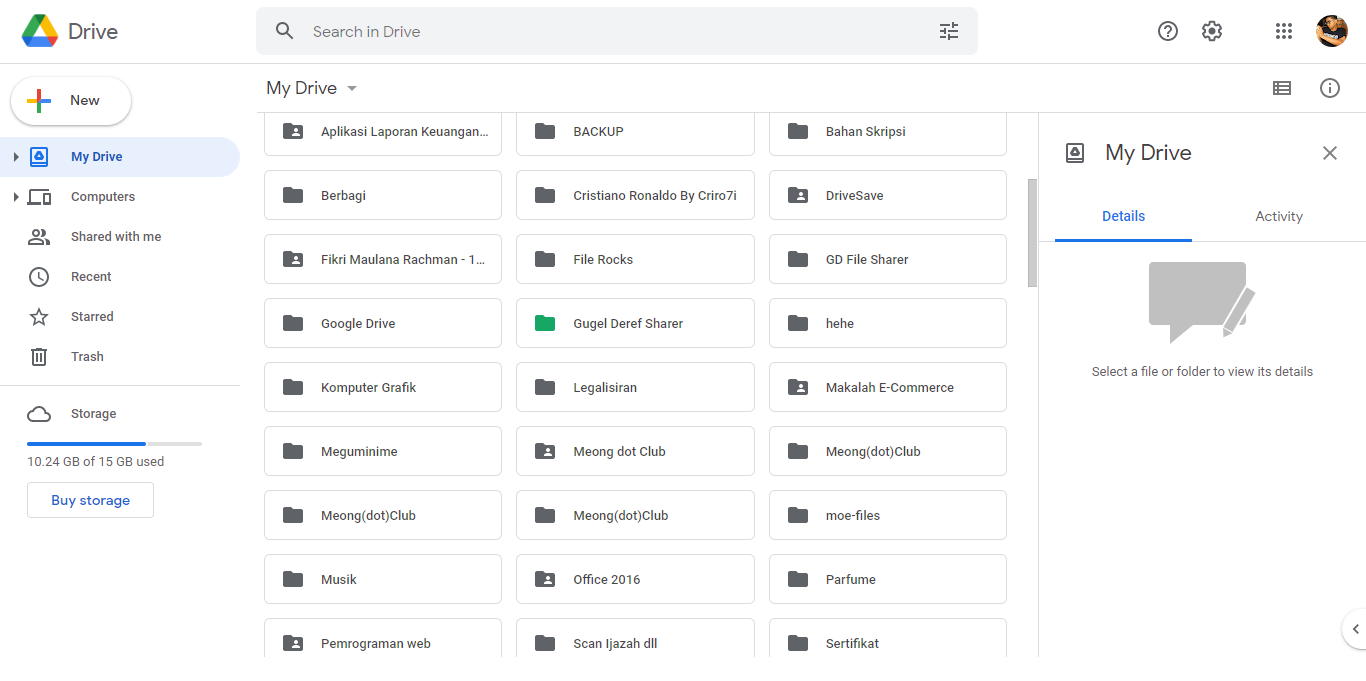 Drive
Search in Drive
New
My Drive
My Drive
Computers
Shared with me
Recent
Starred
Trash
Storage
10.24 GB of 15 GB used
Buy storage
Aplikasi Laporan Keuangan...
BACKUP
Bahan Skripsi
Berbagi
Cristiano Ronaldo By Criro7i
DriveSave
Fikri Maulana Rachman - 1...
File Rocks
GD File Sharer
Google Drive
Gugel Deref Sharer
hehe
Komputer Grafik
Legalisiran
Makalah E-Commerce
Meguminime
Meong dot Club
Meong(dot)Club
Meong(dot)Club
Meong(dot)Club
moe-files
Musik
Office 2016
Parfume
Pemrograman web
Scan Ijazah dll
Sertifikat
My Drive
Details
Activity
Select a file or folder to view its details